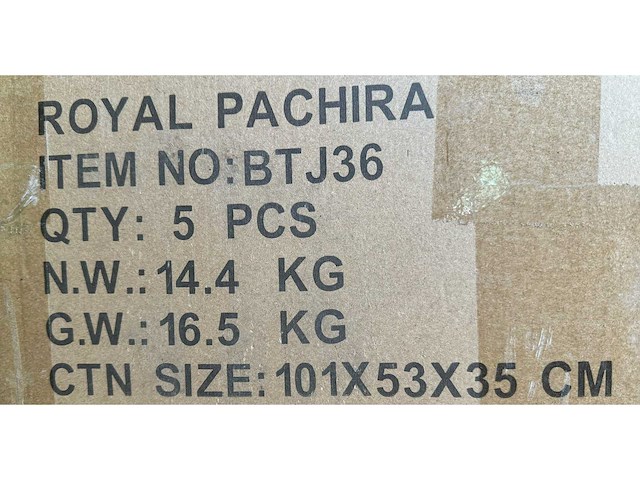 ROYAL PACHIRA
ITEM NO:BTJ36
QTY: 5 PCS
N.W.:14.4 KG
G.W.:16.5 KG
CTN SIZE:101X53X35 CM